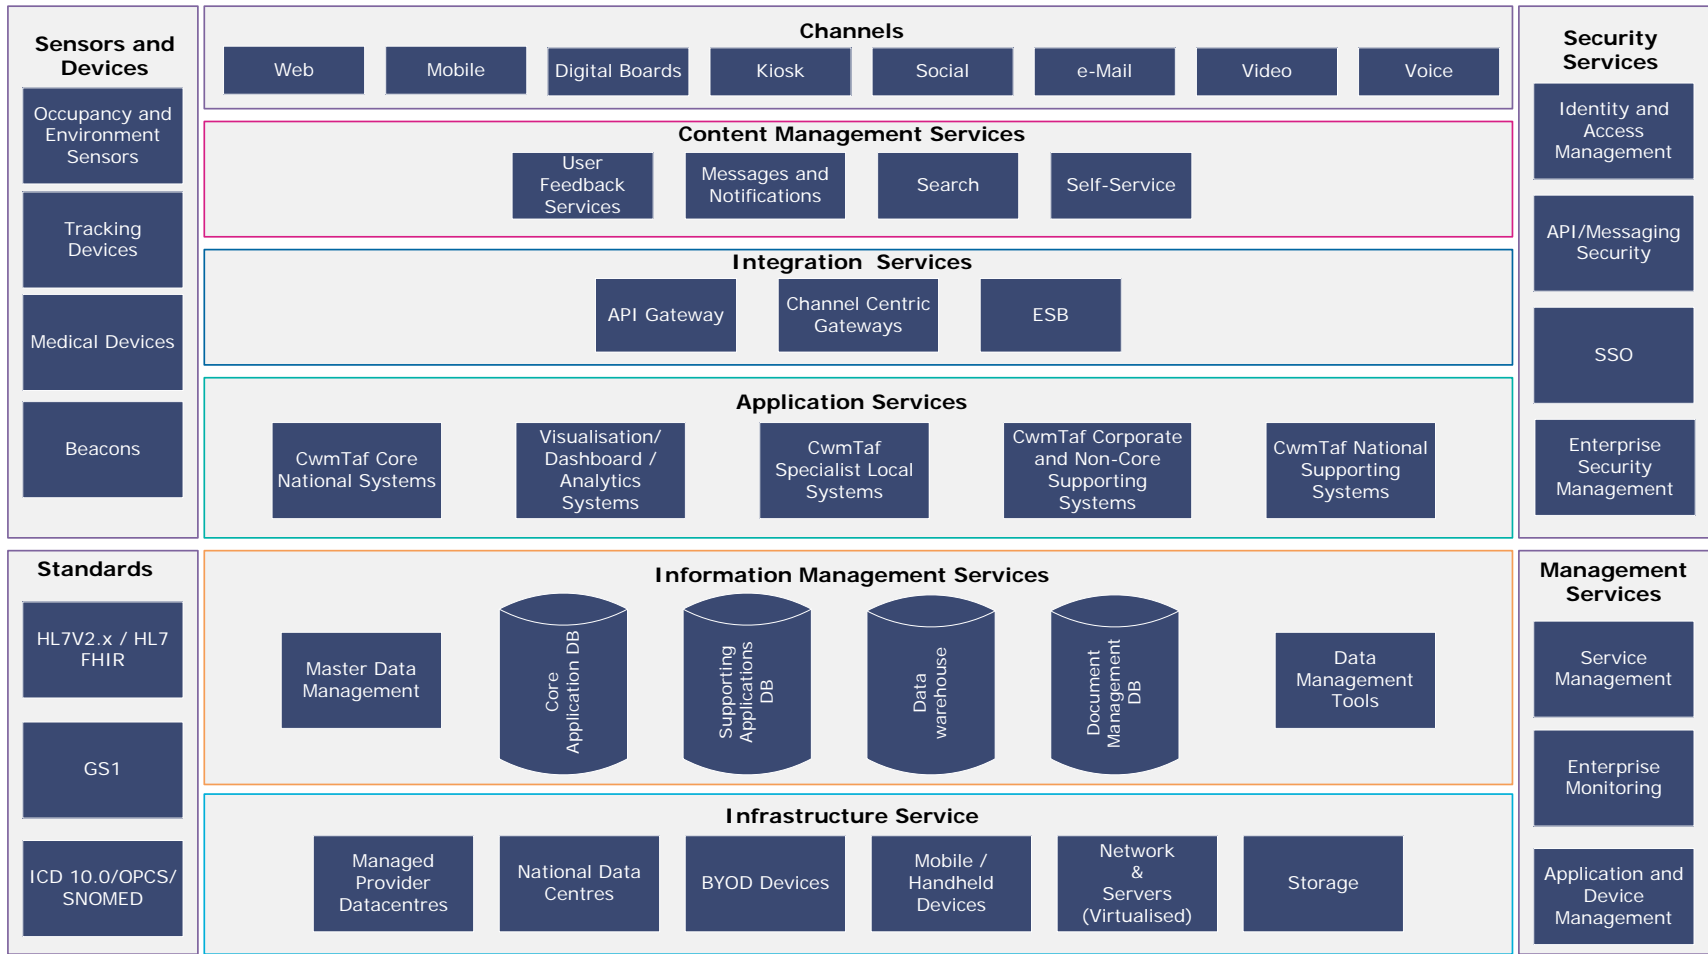 Sensors and
Devices
Occupancy and
Environment
Sensors
Tracking
Devices
Medical Devices
Beacons
Channels
Web
Mobile
Digital Boards
Kiosk
Social
e-Mail
Video
Voice
Content Management Services
User
Feedback
Services
Messages and
Notifications
Search
Self-Service
Integration Services
API Gateway
Channel Centric
Gateways
ESB
Application Services
CwmTaf Core
National Systems
Visualisation/
Dashboard /
Analytics
Systems
CwmTaf
Specialist Local
Systems
CwmTaf Corporate
and Non-Core
Supporting
Systems
CwmTaf National
Supporting
Systems
Security
Services
Identity and
Access
Management
API/Messaging
Security
SSO
Enterprise
Security
Management
Standards
HL7V2.x / HL7
FHIR
GS1
ICD 10.0/OPCS/
SNOMED
Information Management Services
Master Data
Management
Core
Application DB
Supporting
Applications
DB
Data
warehouse
Document
Management
DB
Data
Management
Tools
Infrastructure Service
Managed
Provider
Datacentres
National Data
Centres
BYOD Devices
Mobile /
Handheld
Devices
Network
&
Servers
(Virtualised)
Storage
Management
Services
Service
Management
Enterprise
Monitoring
Application and
Device
Management